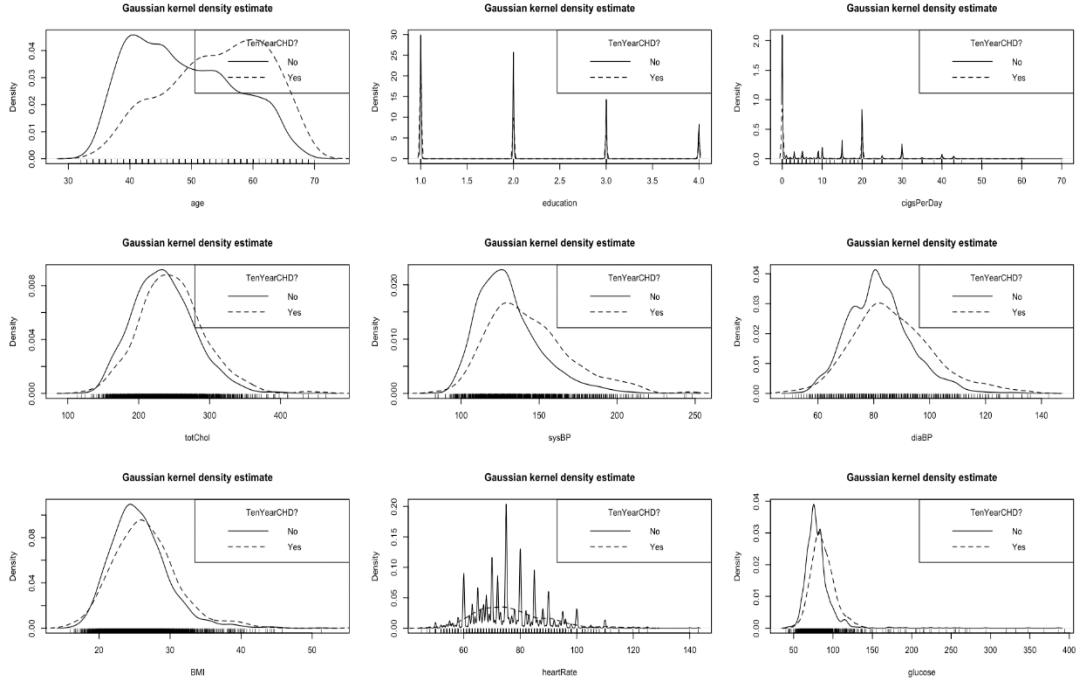 Gaussian kernel density estimate
Density
0.00 0.01 0.02 0.03 0.04
TenYearCHD?
No
Yes
30 40 50 60 70
age
Gaussian kernel density estimate
Density
0 5 10 15 20 25 30
TenYearCHD?
No
Yes
1.0 1.5 2.0 2.5 3.0 3.5 4.0
education
Gaussian kernel density estimate
Density
0.0 0.5 1.0 1.5 2.0
TenYearCHD?
No
Yes
0 10 20 30 40 50 60 70
cigsPerDay
Gaussian kernel density estimate
Density
0.000 0.004 0.008
TenYearCHD?
No
Yes
100 200 300 400
totChol
Gaussian kernel density estimate
Density
0.000 0.010 0.020
TenYearCHD?
No
Yes
100 150 200 250
sysBP
Gaussian kernel density estimate
Density
0.00 0.01 0.02 0.03 0.04
TenYearCHD?
No
Yes
60 80 100 120 140
diaBP
Gaussian kernel density estimate
Density
0.00 0.04 0.08
TenYearCHD?
No
Yes
20 30 40 50
BMI
Gaussian kernel density estimate
Density
0.00 0.05 0.10 0.15 0.20
TenYearCHD?
No
Yes
60 80 100 120 140
heartRate
Gaussian kernel density estimate
Density
0.00 0.01 0.02 0.03 0.04
TenYearCHD?
No
Yes
50 100 150 200 250 300 350 400
glucose